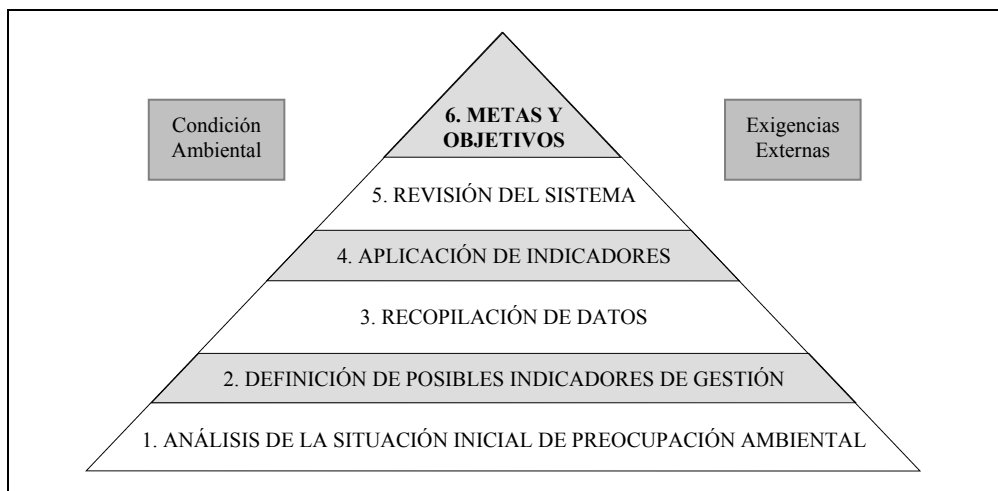 Condición
Ambiental
6. METAS Y
OBJETIVOS
Exigencias
Externas
5. REVISIÓN DEL SISTEMA
4. APLICACIÓN DE INDICADORES
3. RECOPILACIÓN DE DATOS
2. DEFINICIÓN DE POSIBLES INDICADORES DE GESTIÓN
1. ANÁLISIS DE LA SITUACIÓN INICIAL DE PREOCUPACIÓN AMBIENTAL